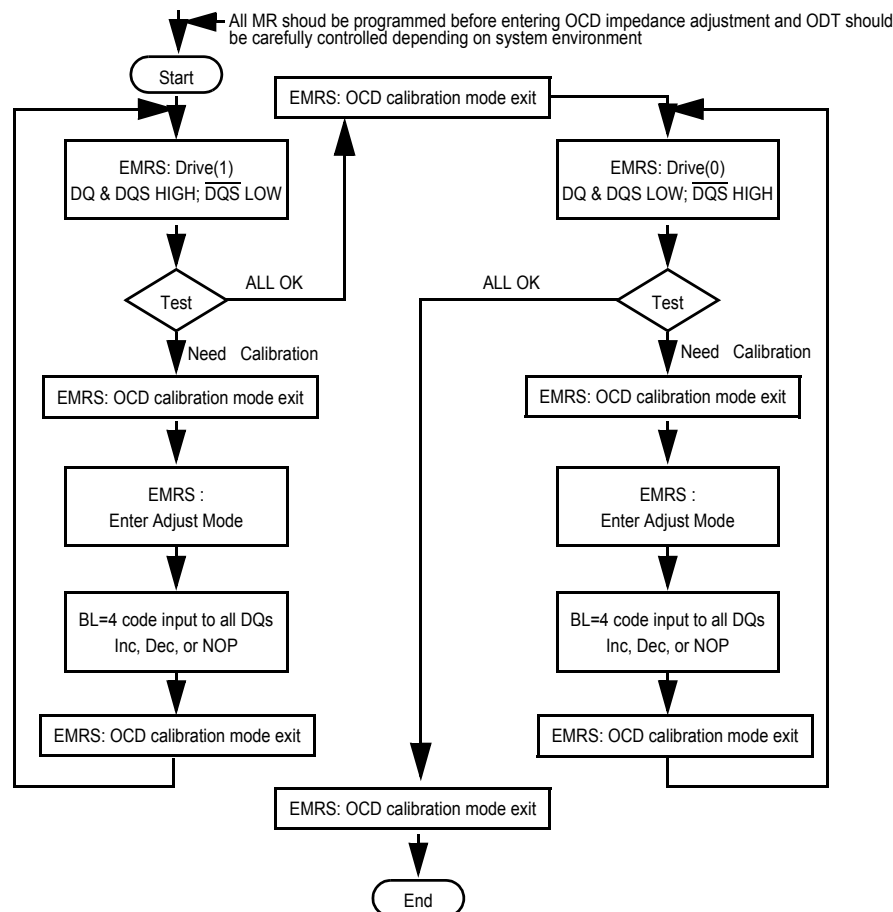 All MR shoud be programmed before entering OCD impedance adjustment and ODT should
be carefully controlled depending on system environment
Start
EMRS: OCD calibration mode exit
EMRS: Drive(1)
DQ & DQS HIGH; D̅Q̅S̅ LOW
Test
ALL OK
Need Calibration
EMRS: OCD calibration mode exit
EMRS :
Enter Adjust Mode
BL=4 code input to all DQs
Inc, Dec, or NOP
EMRS: OCD calibration mode exit
EMRS: Drive(0)
DQ & DQS LOW; D̅Q̅S̅ HIGH
Test
ALL OK
Need Calibration
EMRS: OCD calibration mode exit
EMRS :
Enter Adjust Mode
BL=4 code input to all DQs
Inc, Dec, or NOP
EMRS: OCD calibration mode exit
EMRS: OCD calibration mode exit
End